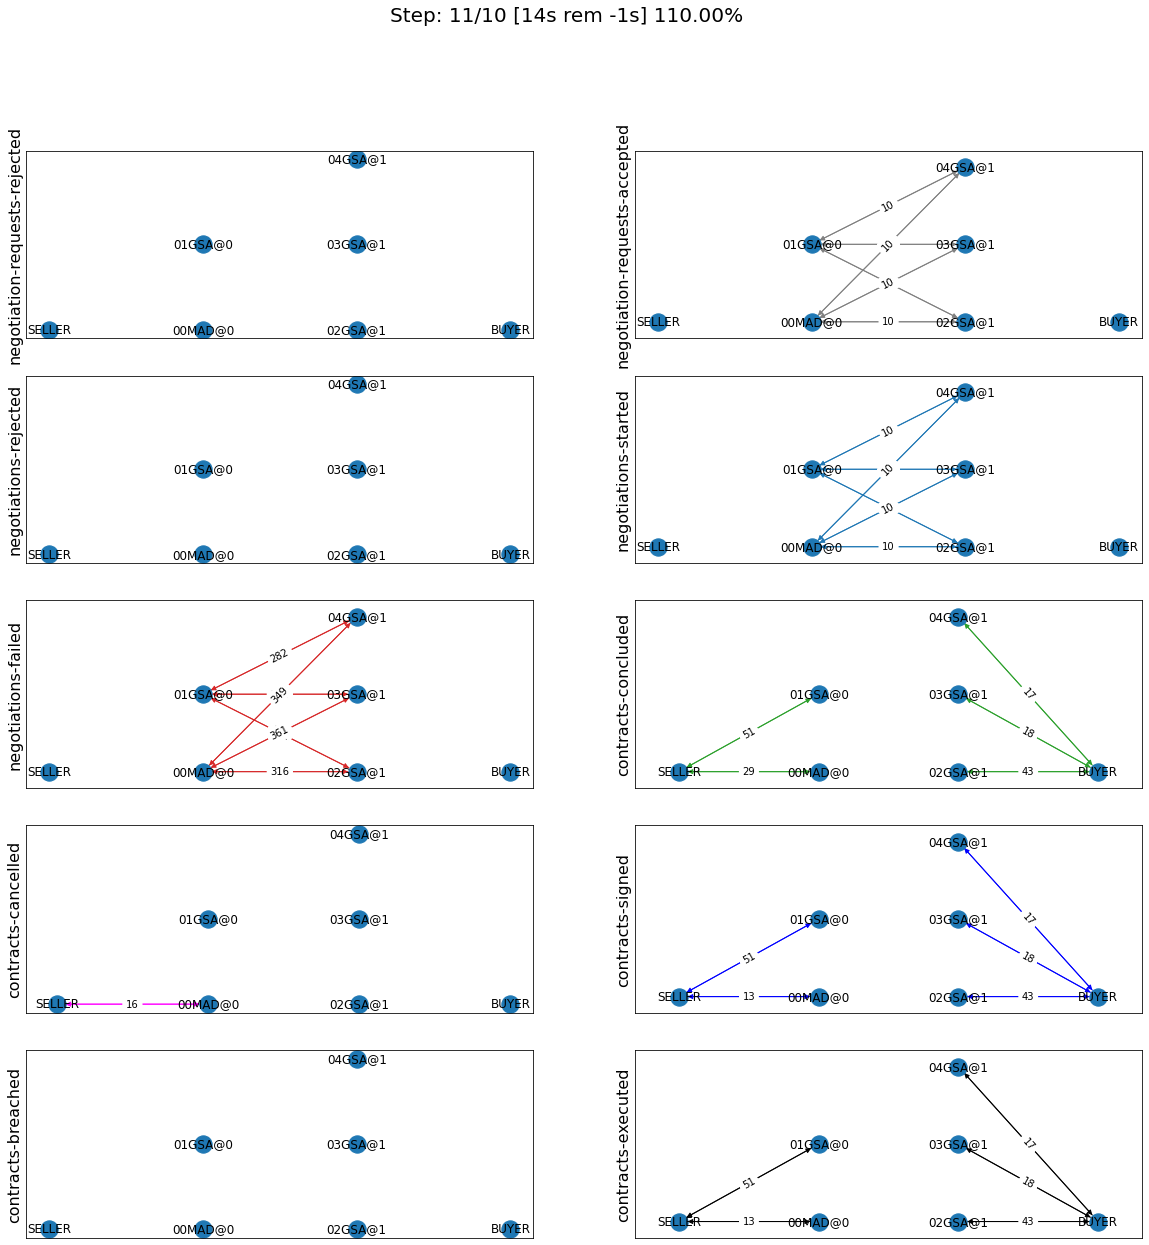 Step: 11/10 [14s rem -1s] 110.00%
negotiation-requests-rejected
04GSA@1
01GSA@0
03GSA@1
SELLER
00MAD@0
02GSA@1
BUYER
negotiation-requests-accepted
04GSA@1
10
01GSA@0
10
03GSA@1
10
SELLER
00MAD@0
10
02GSA@1
BUYER
negotiations-rejected
04GSA@1
01GSA@0
03GSA@1
SELLER
00MAD@0
02GSA@1
BUYER
negotiations-started
04GSA@1
10
01GSA@0
10
03GSA@1
10
SELLER
00MAD@0
10
02GSA@1
BUYER
negotiations-failed
04GSA@1
282
01GSA@0
349
03GSA@1
361
SELLER
00MAD@0
316
02GSA@1
BUYER
contracts-concluded
04GSA@1
01GSA@0
03GSA@1
17
51
18
SELLER
29
00MAD@0
02GSA@1
43
BUYER
contracts-cancelled
04GSA@1
01GSA@0
03GSA@1
SELLER
16
00MAD@0
02GSA@1
BUYER
contracts-signed
04GSA@1
01GSA@0
03GSA@1
17
51
18
SELLER
13
00MAD@0
02GSA@1
43
BUYER
contracts-breached
04GSA@1
01GSA@0
03GSA@1
SELLER
00MAD@0
02GSA@1
BUYER
contracts-executed
04GSA@1
01GSA@0
03GSA@1
17
51
18
SELLER
13
00MAD@0
02GSA@1
43
BUYER